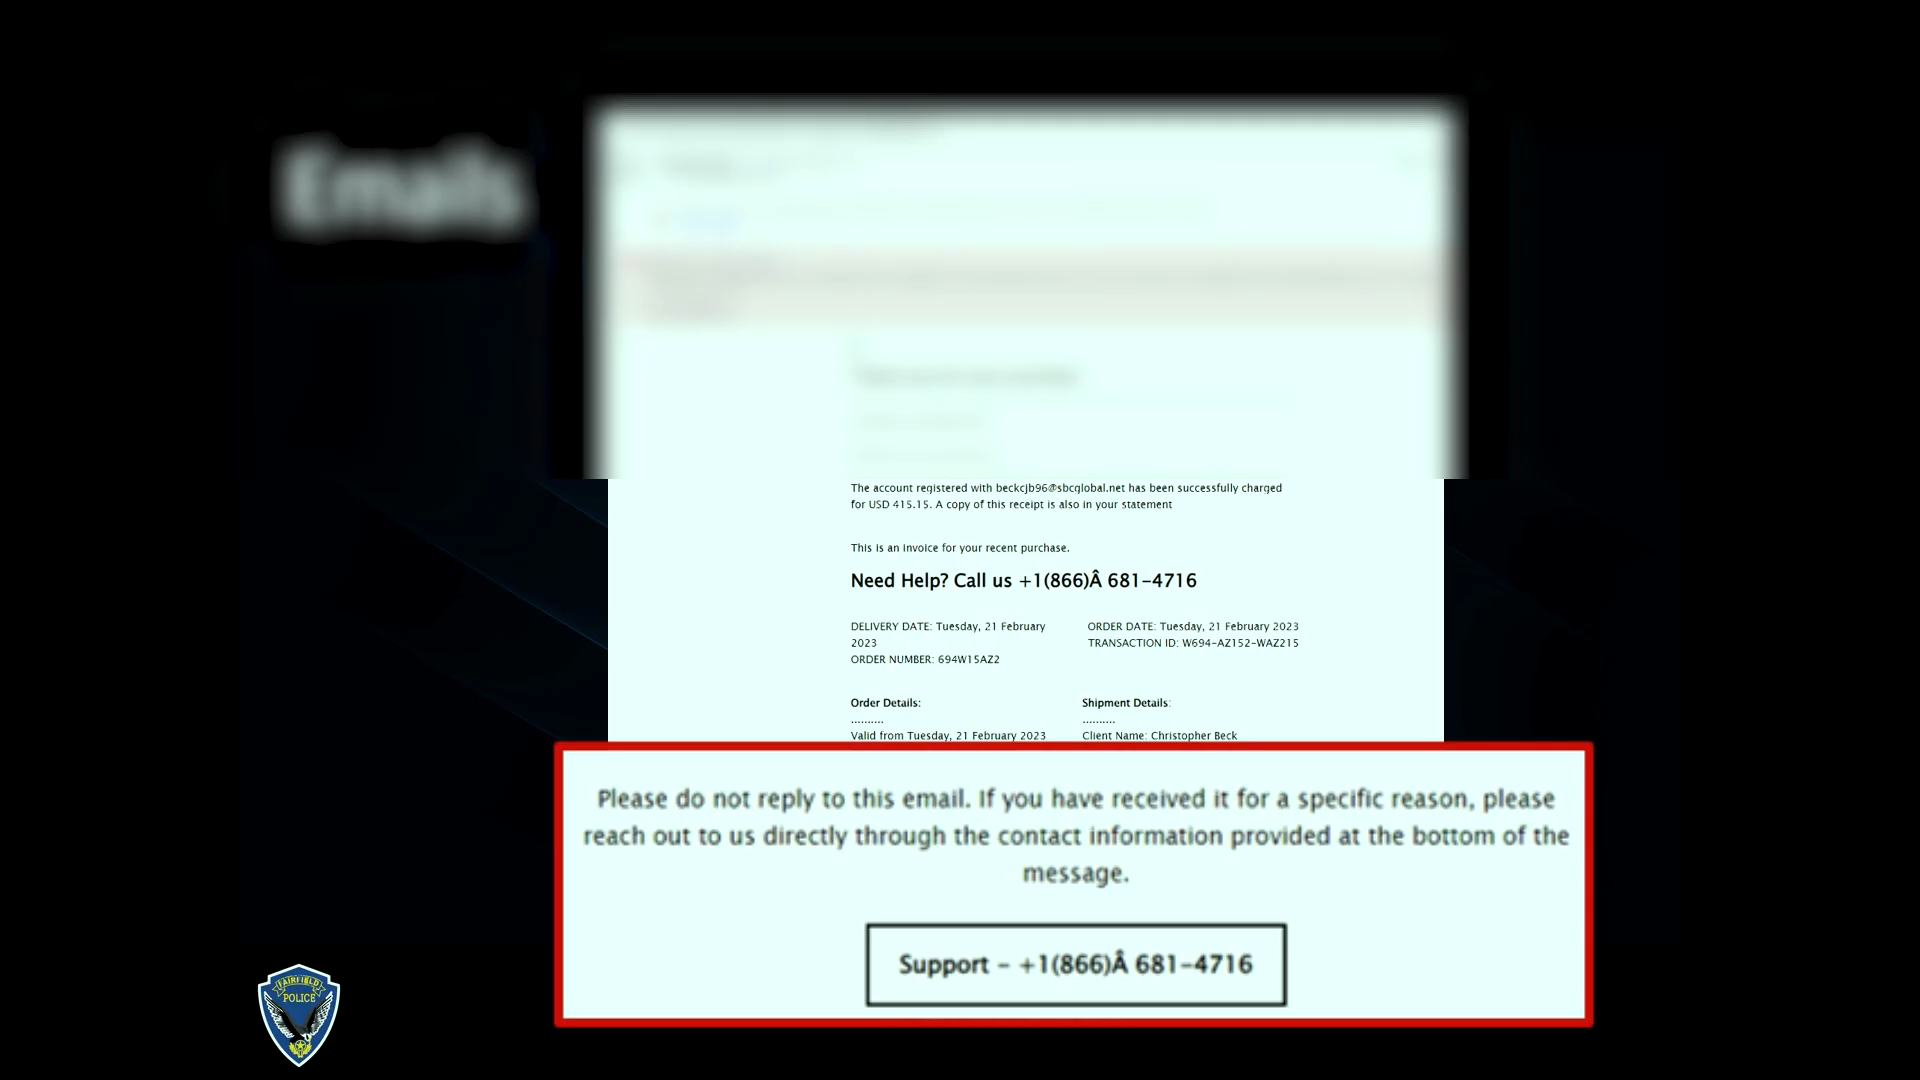 Emails
The account registered with beckcjb96@sbcglobal.net has been successfully charged
for USD 415.15. A copy of this receipt is also in your statement
This is an invoice for your recent purchase.
Need Help? Call us +1(866)Â 681-4716
DELIVERY DATE: Tuesday, 21 February
2023
ORDER NUMBER: 694W15AZ2
ORDER DATE: Tuesday, 21 February 2023
TRANSACTION ID: W694-AZ152-WAZ215
Order Details:
..........
Valid from Tuesday, 21 February 2023
Shipment Details:
..........
Client Name: Christopher Beck
Please do not reply to this email. If you have received it for a specific reason, please
reach out to us directly through the contact information provided at the bottom of the
message.
Support - +1(866)Â 681-4716
FAIRFIELD
POLICE